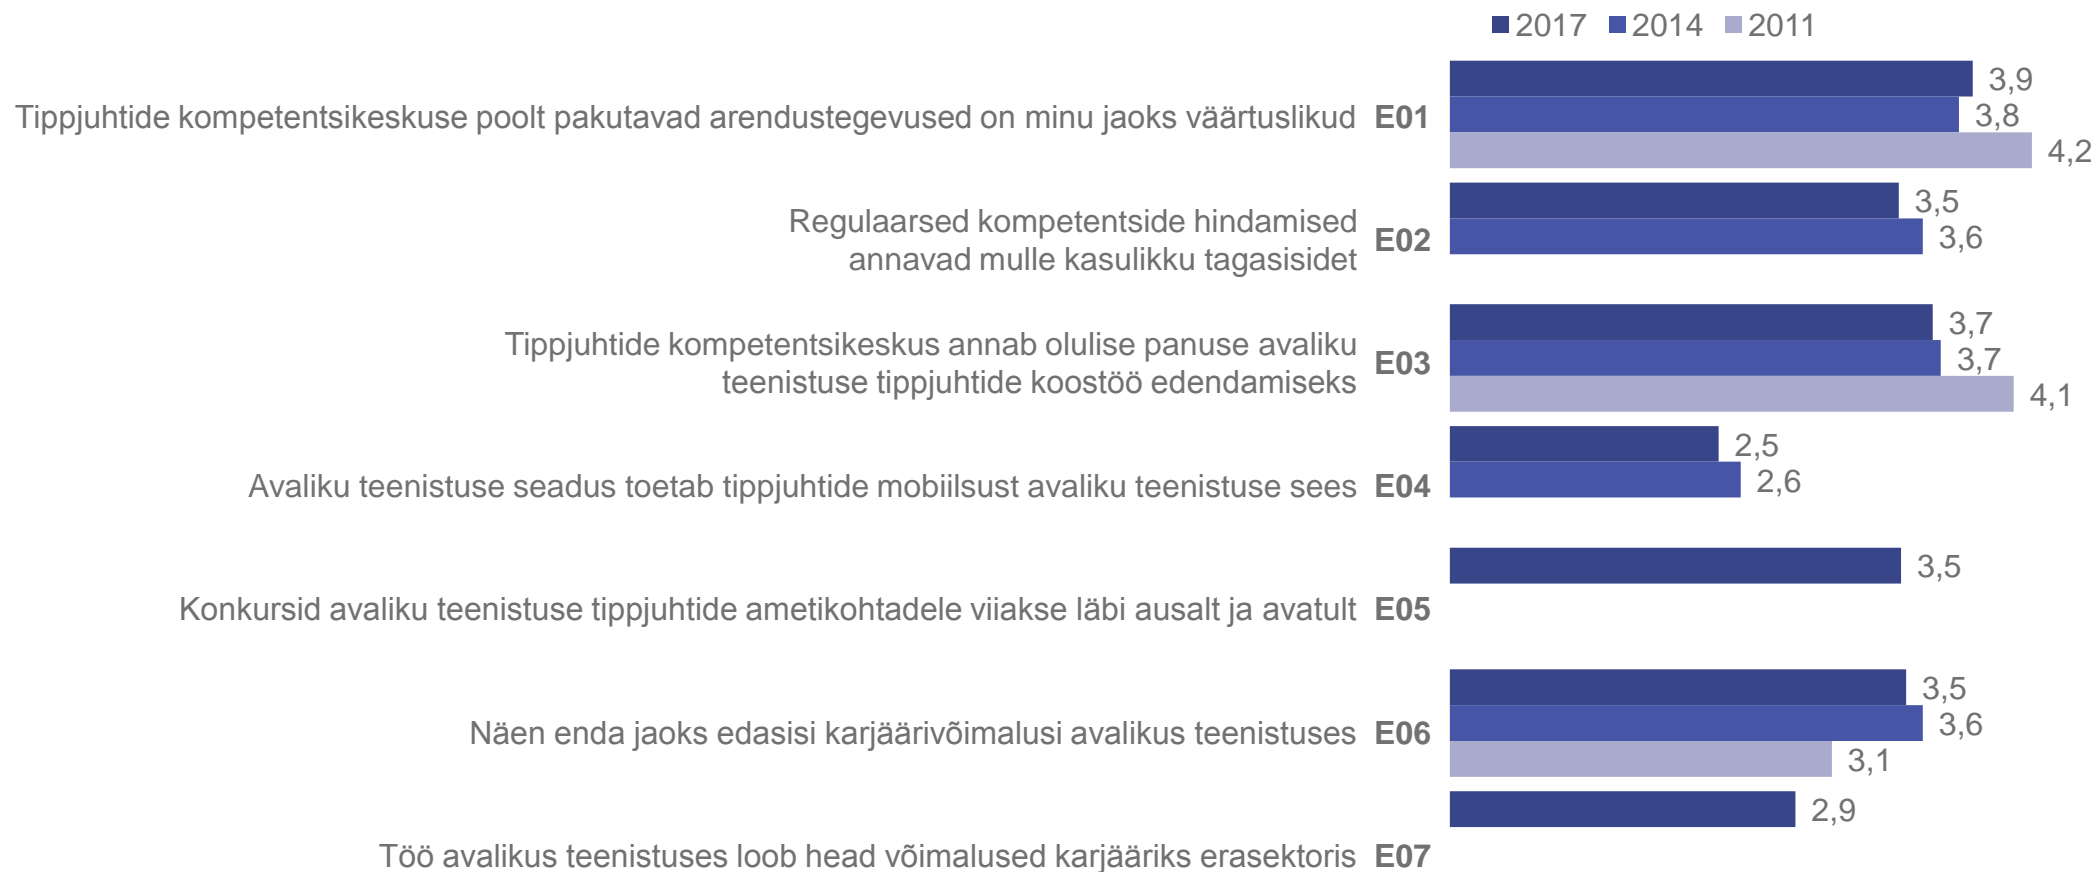 2017 2014 2011
Tippjuhtide kompetentsikeskuse poolt pakutavad arendustegevused on minu jaoks väärtuslikud E01
3,9
3,8
4,2
Regulaarsed kompetentside hindamised
annavad mulle kasulikku tagasisidet
E02
3,5
3,6
Tippjuhtide kompetentsikeskus annab olulise panuse avaliku
teenistuse tippjuhtide koostöö edendamiseks
E03
3,7
3,7
4,1
Avaliku teenistuse seadus toetab tippjuhtide mobiilsust avaliku teenistuse sees E04
2,5
2,6
Konkursid avaliku teenistuse tippjuhtide ametikohtadele viiakse läbi ausalt ja avatult E05
3,5
Näen enda jaoks edasisi karjäärivõimalusi avalikus teenistuses E06
3,5
3,6
3,1
Töö avalikus teenistuses loob head võimalused karjääriks erasektoris E07
2,9